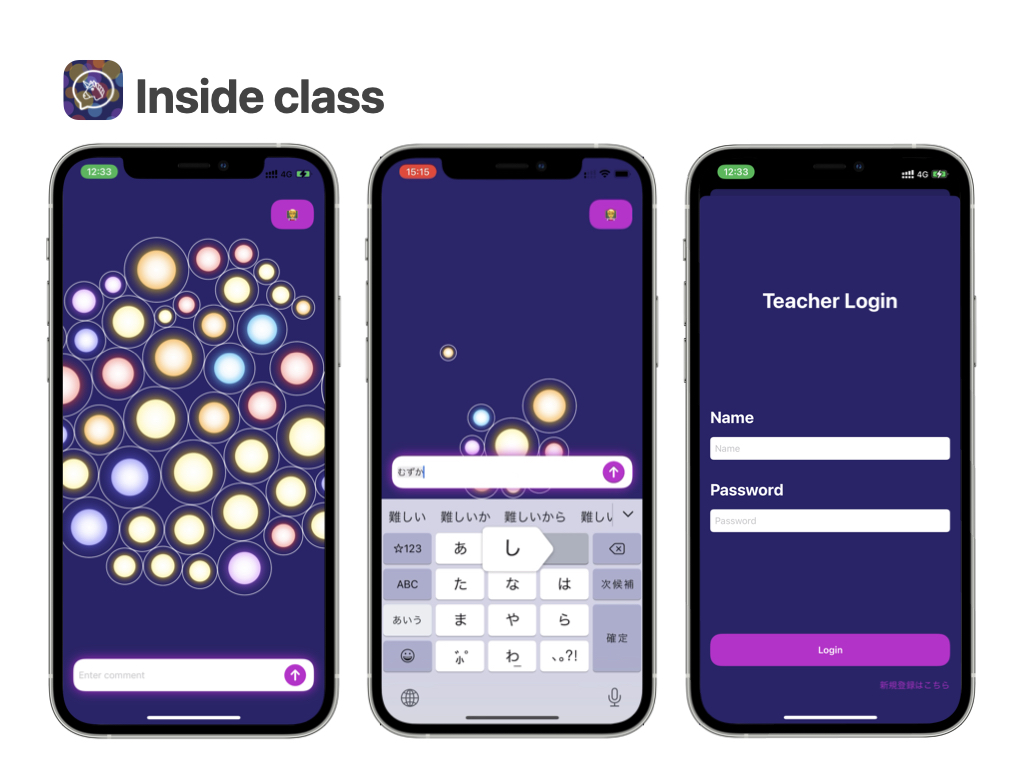 Inside class
12:33
4G
Enter comment
15:15
むずか
難しい 難しいか 難しいから 難しい
☆123 あ し
ABC た な は 次候補
あいう ま や ら 確定
小 わ 、。?!
12:33
4G
Teacher Login
Name
Name
Password
Password
Login
新規登録はこちら